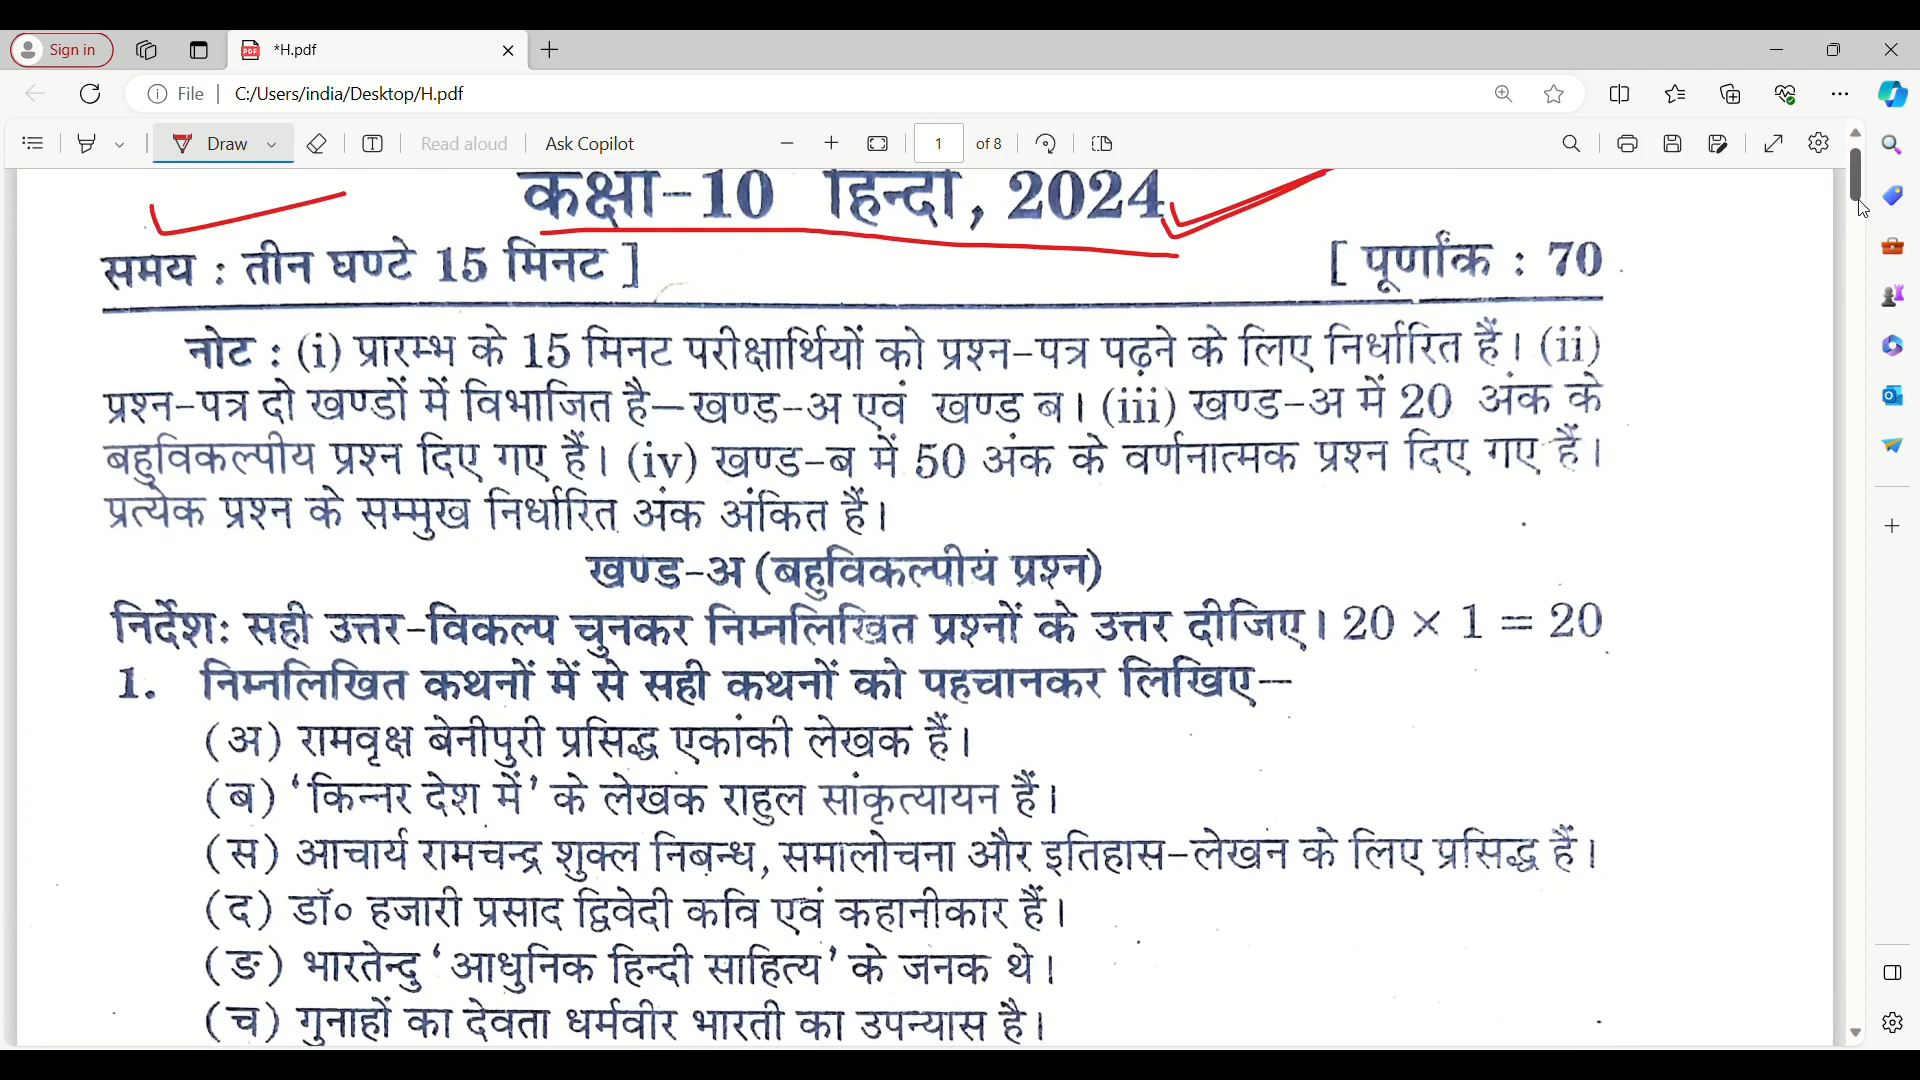 Sign in
*H.pdf
File
C:/Users/india/Desktop/H.pdf
Draw
Read aloud
Ask Copilot
1 of 8
कक्षा-10 हिन्दी, 2024
समय : तीन घण्टे 15 मिनट ] [ पूर्णांक : 70
नोट : (i) प्रारम्भ के 15 मिनट परीक्षार्थियों को प्रश्न-पत्र पढ़ने के लिए निर्धारित हैं। (ii)
प्रश्न-पत्र दो खण्डों में विभाजित है—खण्ड-अ एवं खण्ड ब। (iii) खण्ड-अ में 20 अंक के
बहुविकल्पीय प्रश्न दिए गए हैं। (iv) खण्ड-ब में 50 अंक के वर्णनात्मक प्रश्न दिए गए हैं।
प्रत्येक प्रश्न के सम्मुख निर्धारित अंक अंकित हैं।
खण्ड-अ (बहुविकल्पीय प्रश्न)
निर्देशः सही उत्तर-विकल्प चुनकर निम्नलिखित प्रश्नों के उत्तर दीजिए। 20 × 1 = 20
1. निम्नलिखित कथनों में से सही कथनों को पहचानकर लिखिए—
(अ) रामवृक्ष बेनीपुरी प्रसिद्ध एकांकी लेखक हैं।
(ब) ‘किन्नर देश में’ के लेखक राहुल सांकृत्यायन हैं।
(स) आचार्य रामचन्द्र शुक्ल निबन्ध, समालोचना और इतिहास-लेखन के लिए प्रसिद्ध हैं।
(द) डॉ० हजारी प्रसाद द्विवेदी कवि एवं कहानीकार हैं।
(ङ) भारतेन्दु ‘आधुनिक हिन्दी साहित्य’ के जनक थे।
(च) गुनाहों का देवता धर्मवीर भारती का उपन्यास है।